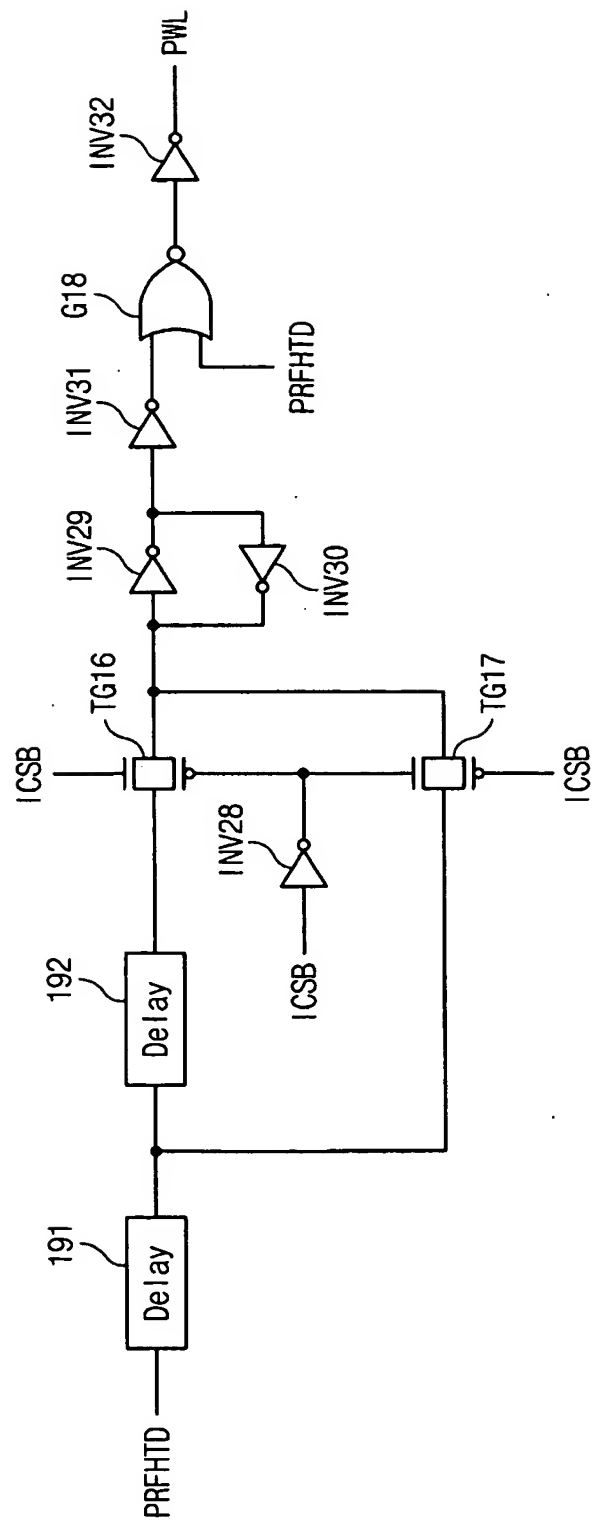 PRFHTD
191
Delay
192
Delay
ICSB
INV28
ICSB
TG16
TG17
ICSB
INV29
INV30
INV31
G18
PRFHTD
INV32
PWL